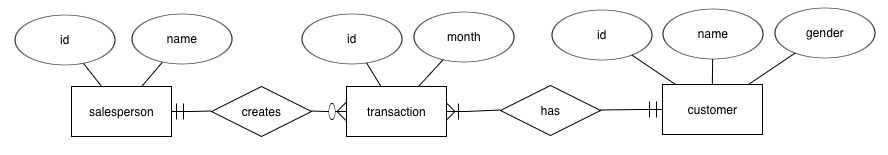 id
name
id
month
id
name
gender
salesperson
creates
transaction
has
customer